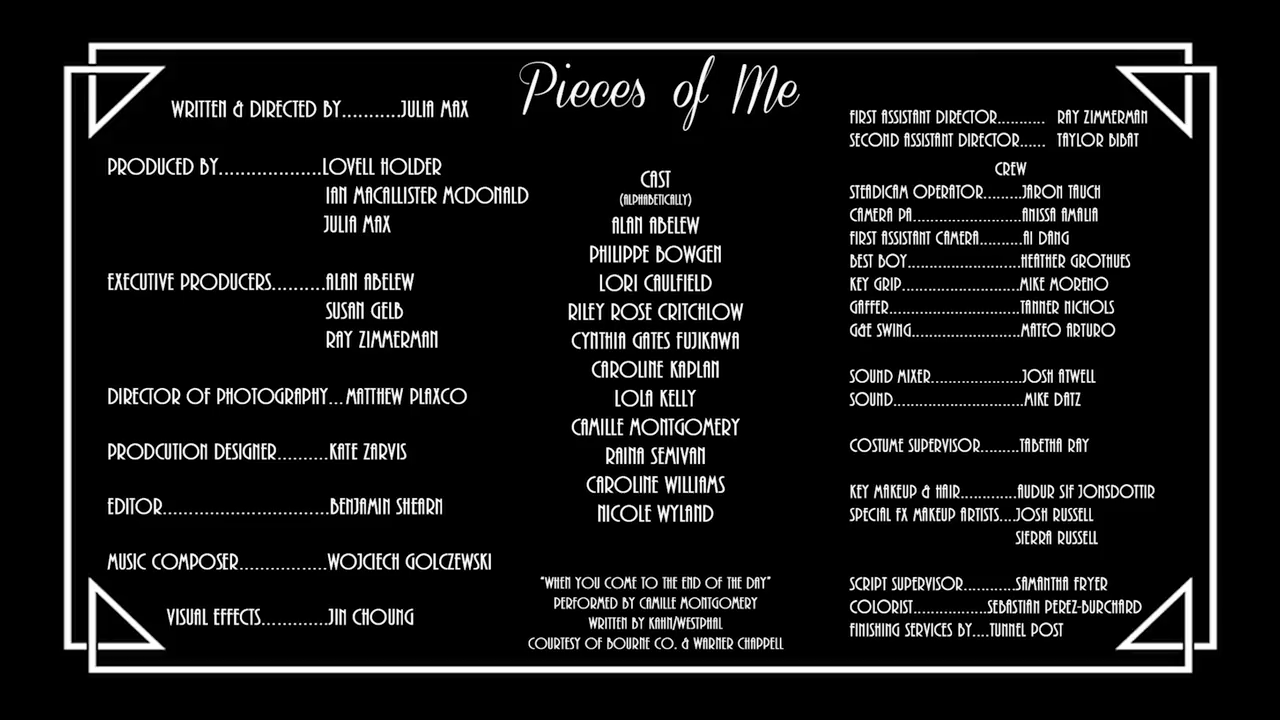 Pieces of Me
WRITTEN & DIRECTED BY...........JULIA MAX
PRODUCED BY...................LOVELL HOLDER
IAN MACALLISTER MCDONALD
JULIA MAX
EXECUTIVE PRODUCERS..........ALAN ABELEW
SUSAN GELB
RAY ZIMMERMAN
DIRECTOR OF PHOTOGRAPHY...MATTHEW PLAXCO
PRODCUTION DESIGNER..........KATE ZARVIS
EDITOR...............................BENJAMIN SHEARN
MUSIC COMPOSER.................WOJCIECH GOLCZEWSKI
VISUAL EFFECTS.............JIN CHOUNG
CAST
(ALPHABETICALLY)
ALAN ABELEW
PHILIPPE BOWGEN
LORI CAULFIELD
RILEY ROSE CRITCHLOW
CYNTHIA GATES FUJIKAWA
CAROLINE KAPLAN
LOLA KELLY
CAMILLE MONTGOMERY
RAINA SEMIVAN
CAROLINE WILLIAMS
NICOLE WYLAND
"WHEN YOU COME TO THE END OF THE DAY"
PERFORMED BY CAMILLE MONTGOMERY
WRITTEN BY KAHN/WESTPHAL
COURTESY OF BOURNE CO. & WARNER CHAPPELL
FIRST ASSISTANT DIRECTOR........... RAY ZIMMERMAN
SECOND ASSISTANT DIRECTOR...... TAYLOR BIBAT
CREW
STEADICAM OPERATOR.........JARON TAUCH
CAMERA PA.........................ANISSA AMALIA
FIRST ASSISTANT CAMERA..........AI DANG
BEST BOY..........................HEATHER GROTHUES
KEY GRIP...........................MIKE MORENO
GAFFER..............................TANNER NICHOLS
G&E SWING.........................MATEO ARTURO
SOUND MIXER.....................JOSH ATWELL
SOUND..............................MIKE DATZ
COSTUME SUPERVISOR.........TABETHA RAY
KEY MAKEUP & HAIR.............AUDUR SIF JONSDOTTIR
SPECIAL FX MAKEUP ARTISTS....JOSH RUSSELL
SIERRA RUSSELL
SCRIPT SUPERVISOR............SAMANTHA FRYER
COLORIST.................SEBASTIAN PEREZ-BURCHARD
FINISHING SERVICES BY....TUNNEL POST